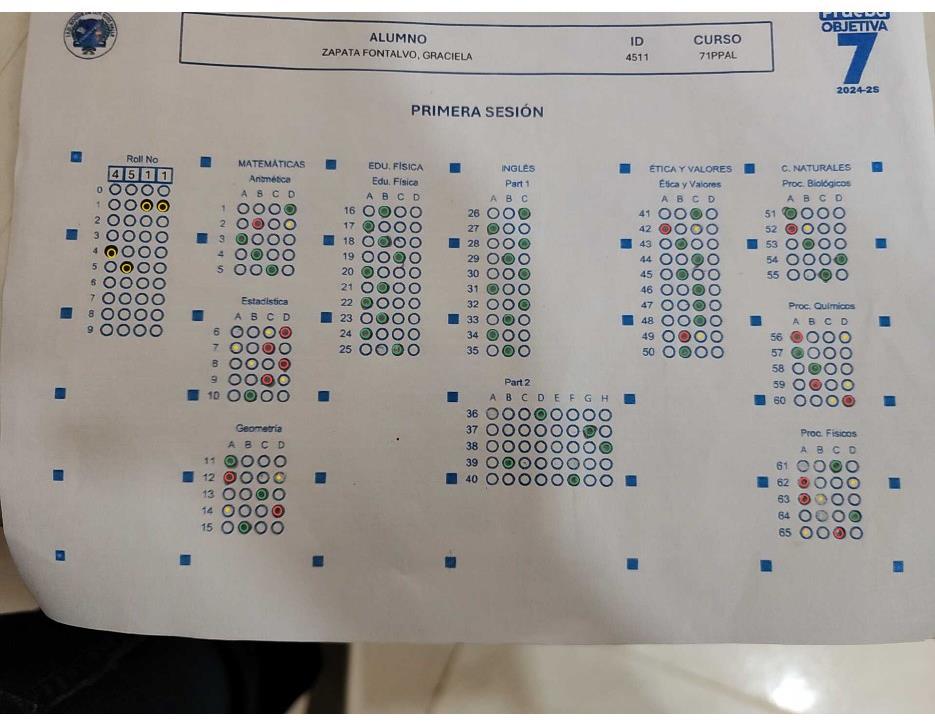 Prueba
OBJETIVA
7
2024-25
ALUMNO ID CURSO
ZAPATA FONTALVO, GRACIELA 4511 71PPAL
PRIMERA SESIÓN
Roll No
4 5 1 1
0
1
2
3
4
5
6
7
8
9
MATEMÁTICAS
Aritmética
A B C D
1
2
3
4
5
Estadística
A B C D
6
7
8
9
10
Geometría
A B C D
11
12
13
14
15
EDU. FÍSICA
Edu. Física
A B C D
16
17
18
19
20
21
22
23
24
25
INGLÉS
Part 1
A B C
26
27
28
29
30
31
32
33
34
35
Part 2
A B C D E F G H
36
37
38
39
40
ÉTICA Y VALORES
Ética y Valores
A B C D
41
42
43
44
45
46
47
48
49
50
C. NATURALES
Proc. Biológicos
A B C D
51
52
53
54
55
Proc. Químicos
A B C D
56
57
58
59
60
Proc. Físicos
A B C D
61
62
63
64
65